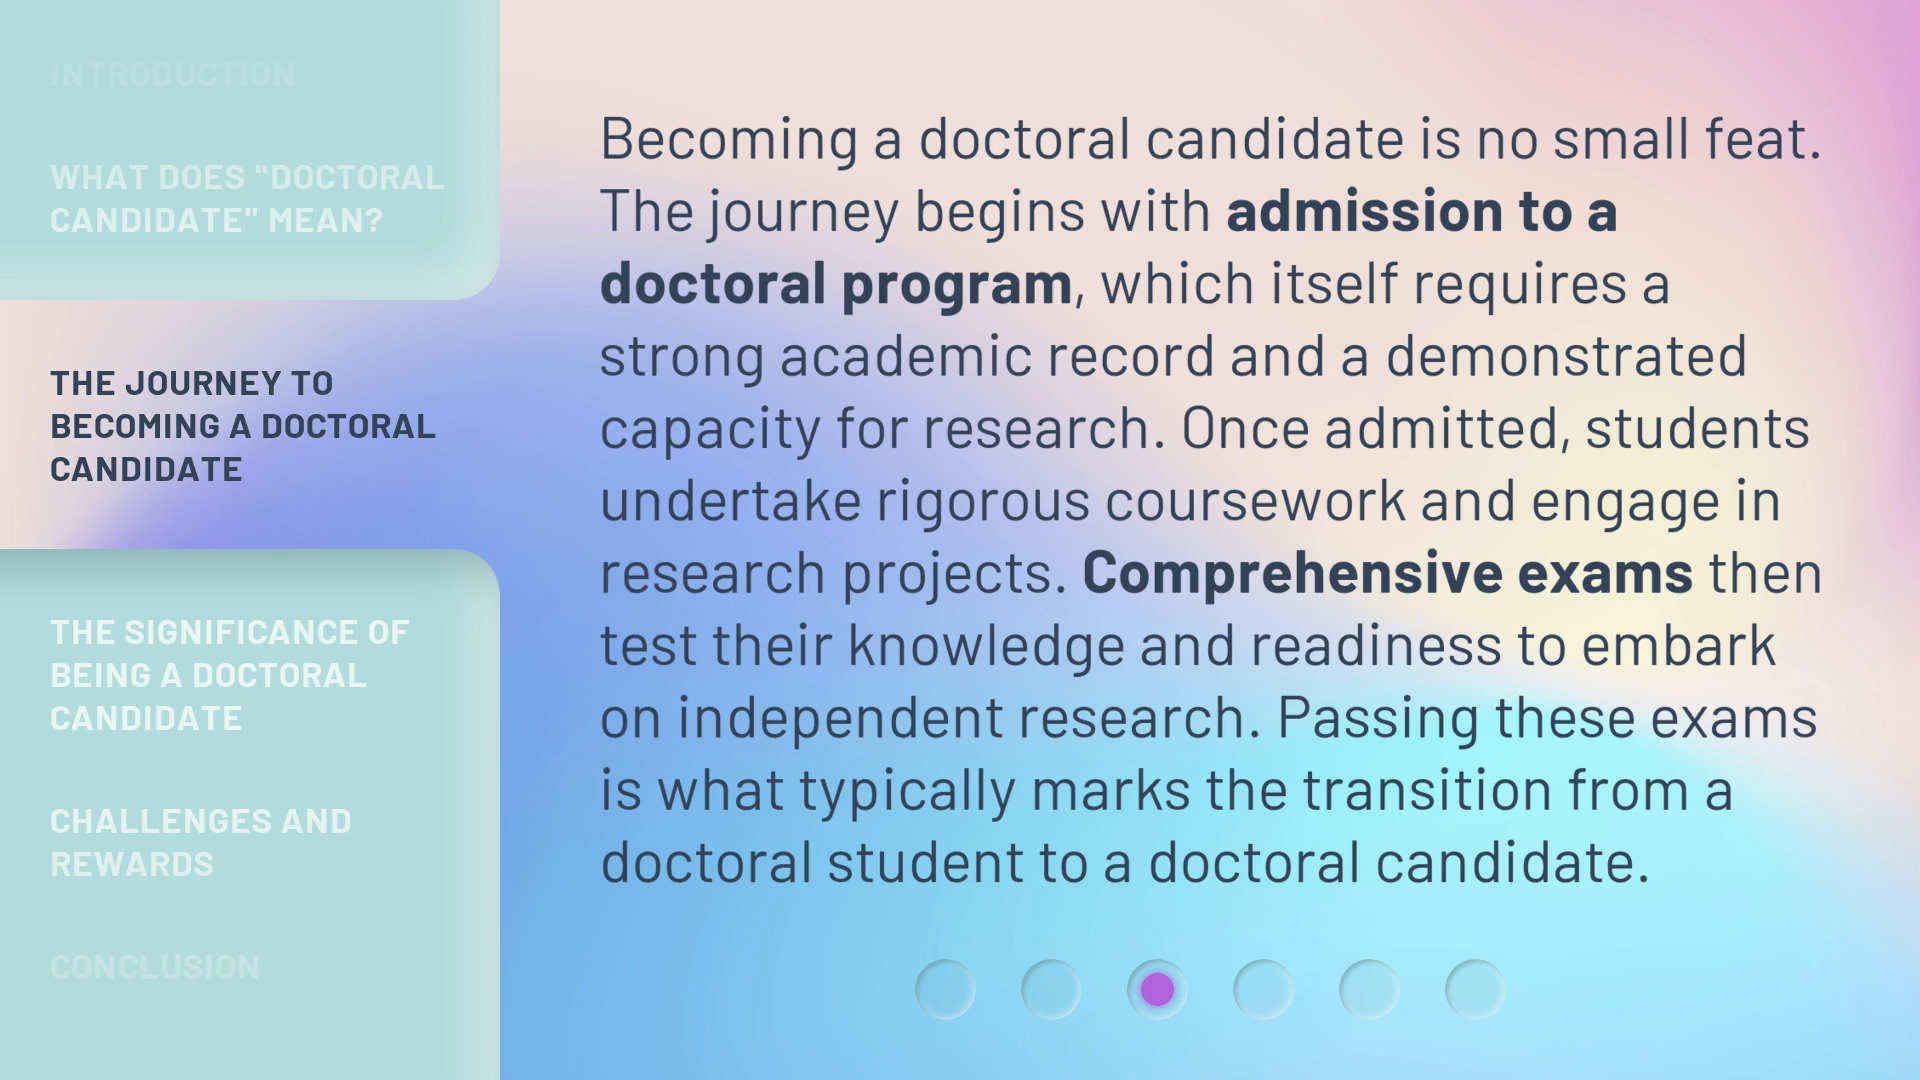 INTRODUCTION
WHAT DOES "DOCTORAL
CANDIDATE" MEAN?
THE JOURNEY TO
BECOMING A DOCTORAL
CANDIDATE
THE SIGNIFICANCE OF
BEING A DOCTORAL
CANDIDATE
CHALLENGES AND
REWARDS
CONCLUSION
Becoming a doctoral candidate is no small feat.
The journey begins with admission to a
doctoral program, which itself requires a
strong academic record and a demonstrated
capacity for research. Once admitted, students
undertake rigorous coursework and engage in
research projects. Comprehensive exams then
test their knowledge and readiness to embark
on independent research. Passing these exams
is what typically marks the transition from a
doctoral student to a doctoral candidate.